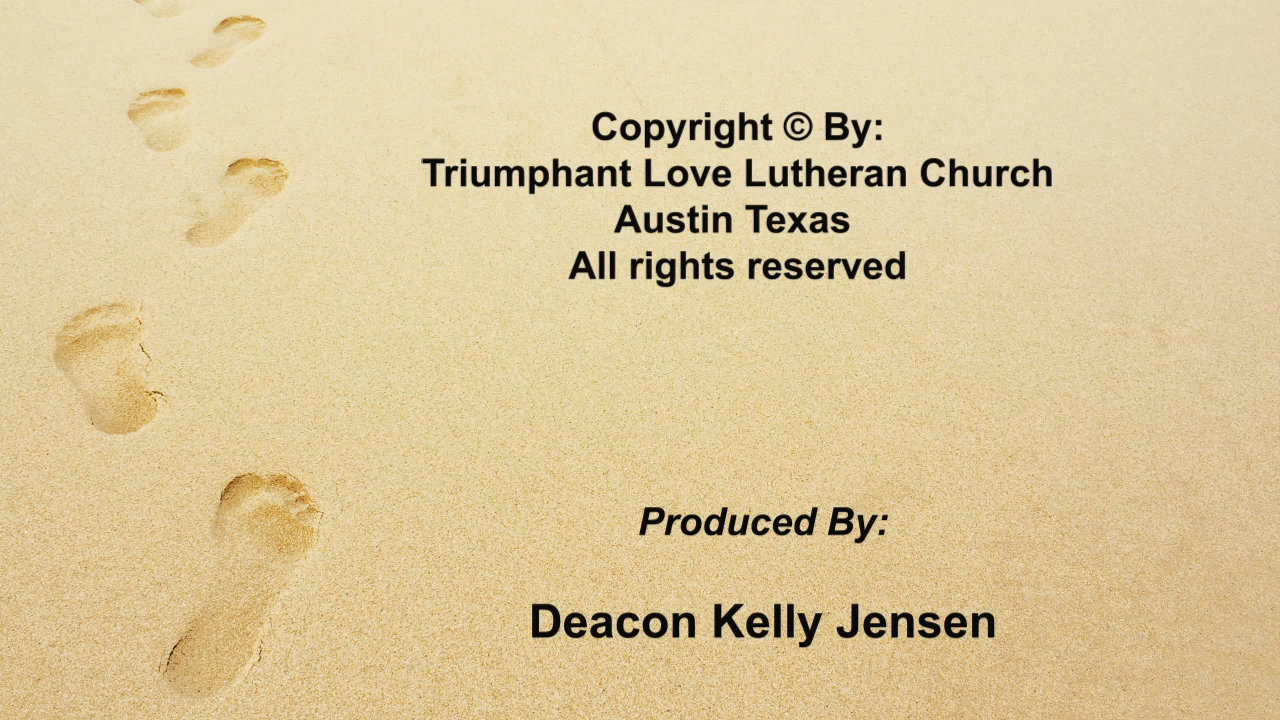 Copyright © By:
Triumphant Love Lutheran Church
Austin Texas
All rights reserved
Produced By:
Deacon Kelly Jensen